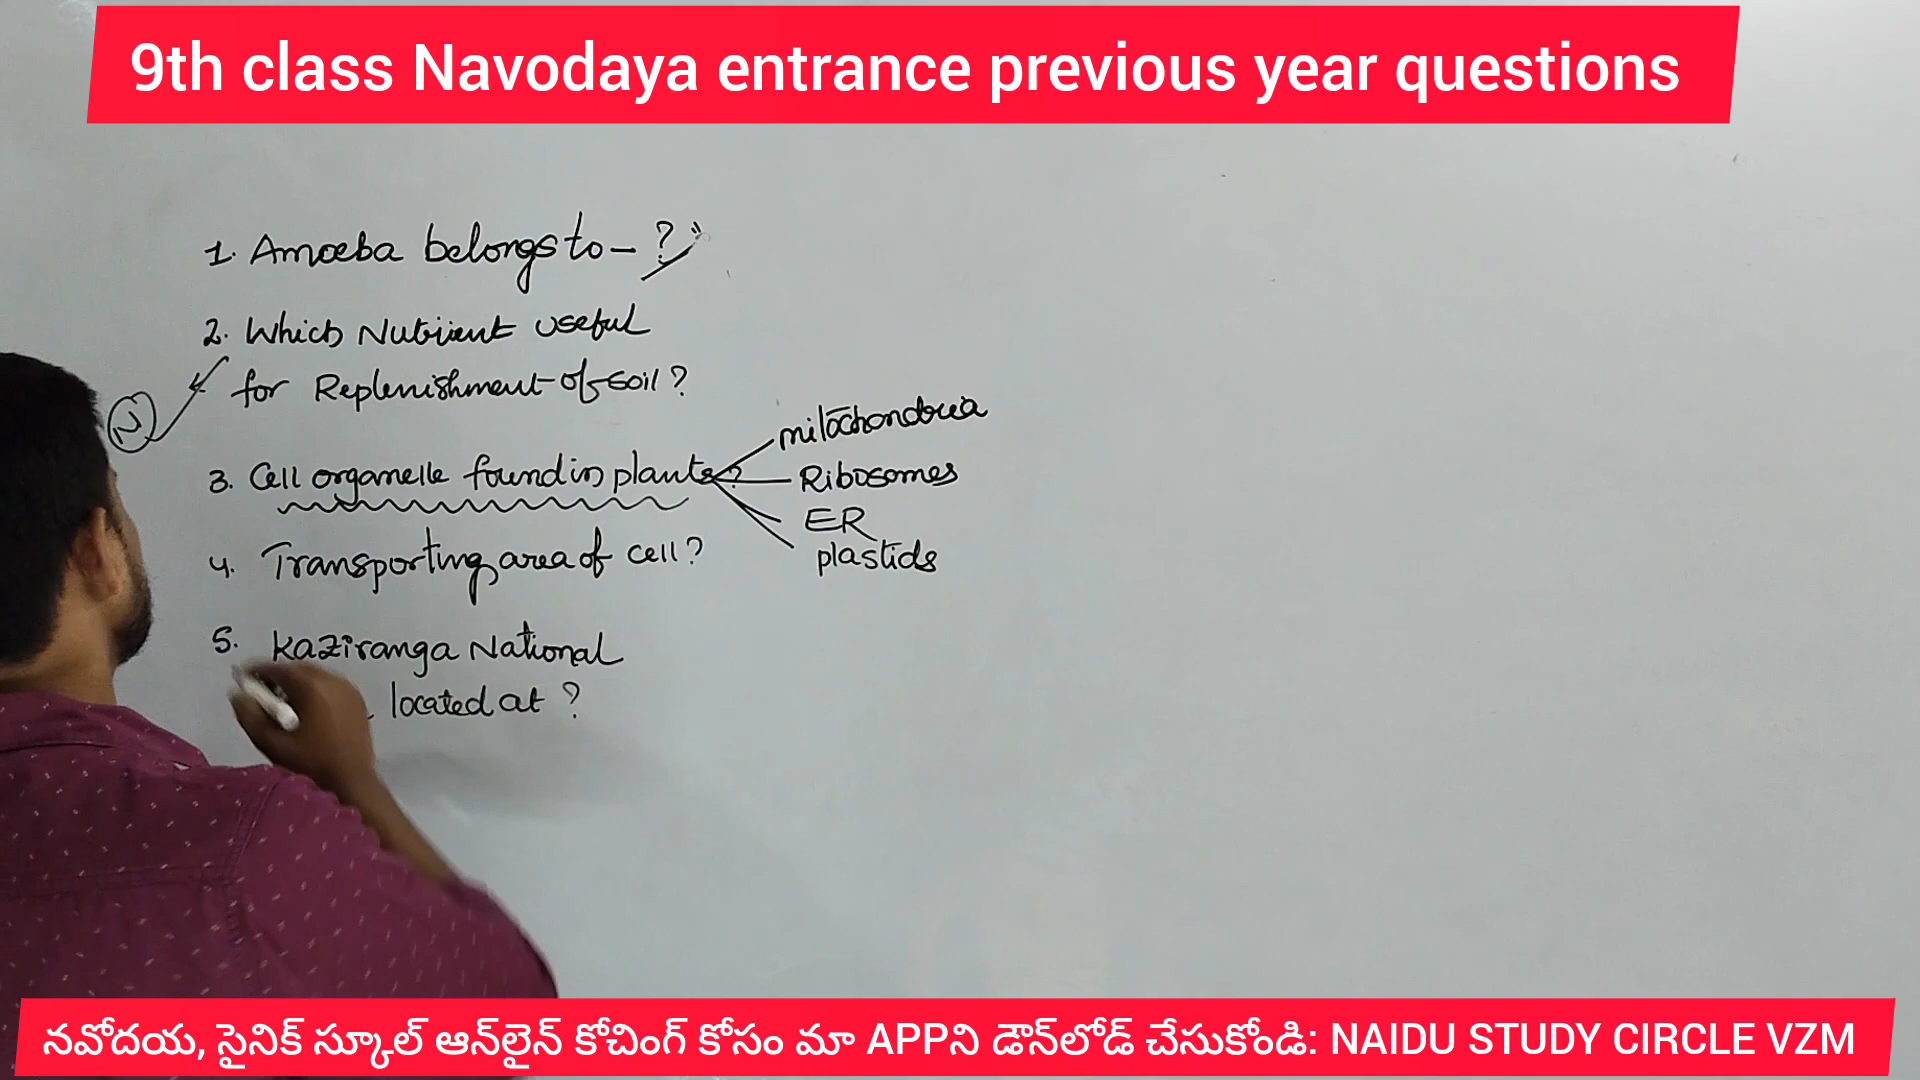 9th class Navodaya entrance previous year questions
1. Amoeba belongs to - ?
2. Which Nutrient useful
for Replenishment of soil ?
N
3. Cell organelle found in plants ?
mitochondria
Ribosomes
ER
plastids
4. Transporting area of cell ?
5. Kaziranga National
located at ?
నవోదయ, సైనిక్ స్కూల్ ఆన్‌లైన్ కోచింగ్ కోసం మా APPని డౌన్‌లోడ్ చేసుకోండి: NAIDU STUDY CIRCLE VZM